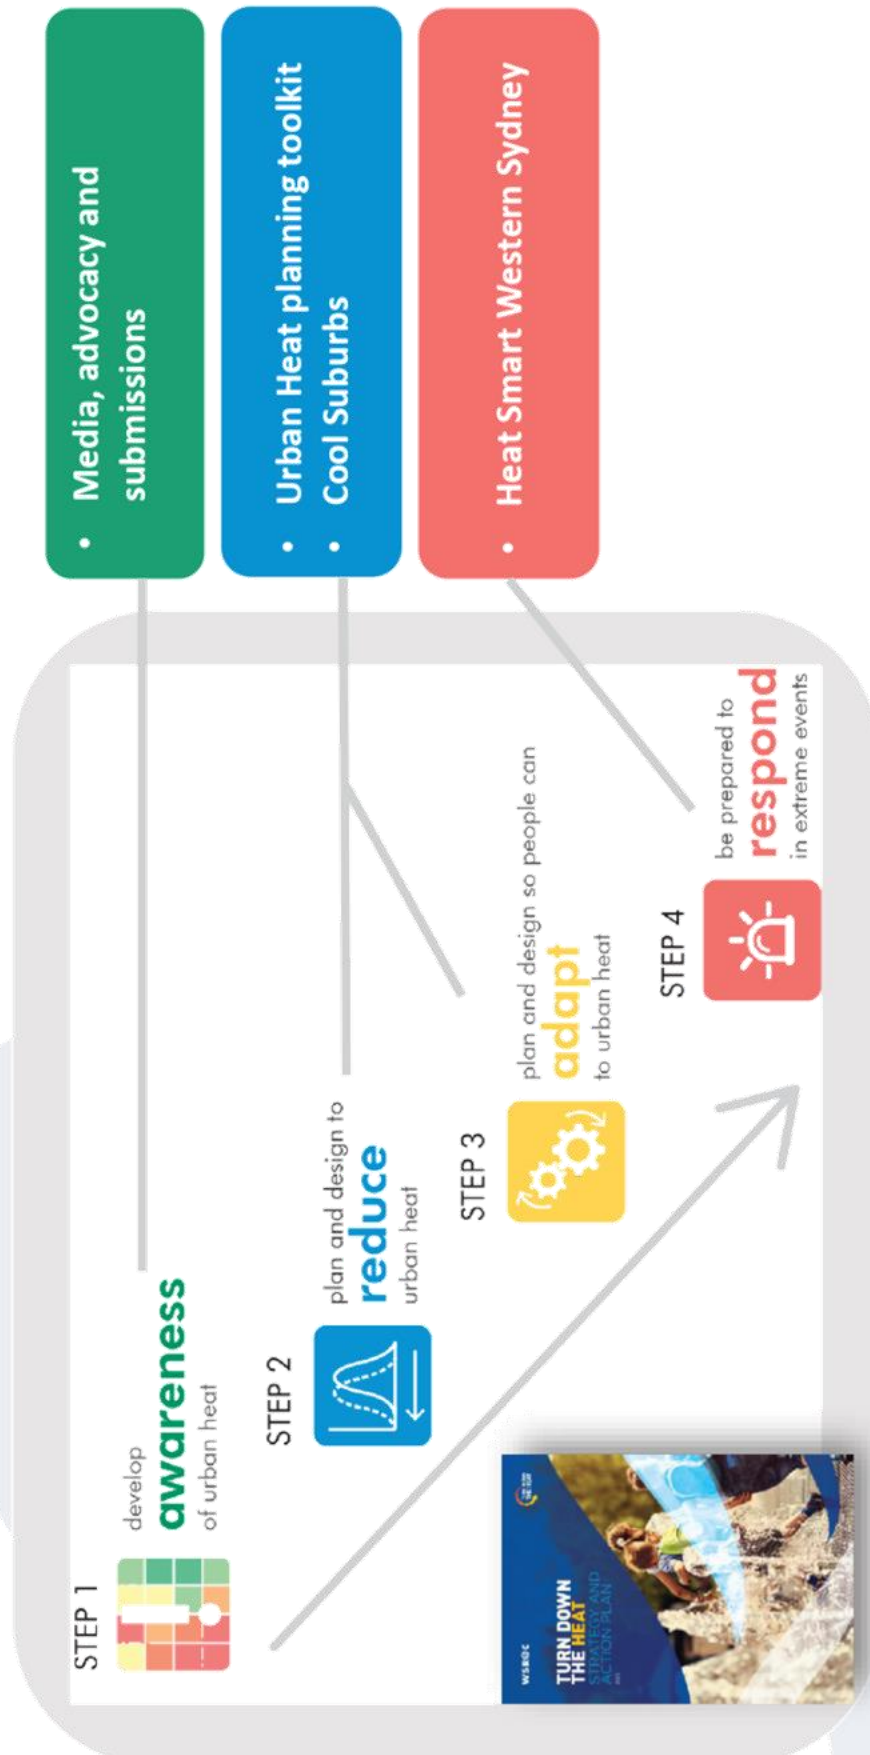 STEP 1
develop
awareness
of urban heat
STEP 2
plan and design to
reduce
urban heat
STEP 3
plan and design so people can
adapt
to urban heat
STEP 4
be prepared to
respond
in extreme events
• Media, advocacy and
submissions
• Urban Heat planning toolkit
• Cool Suburbs
• Heat Smart Western Sydney
WSROC
TURN DOWN
THE HEAT
STRATEGY AND
ACTION PLAN